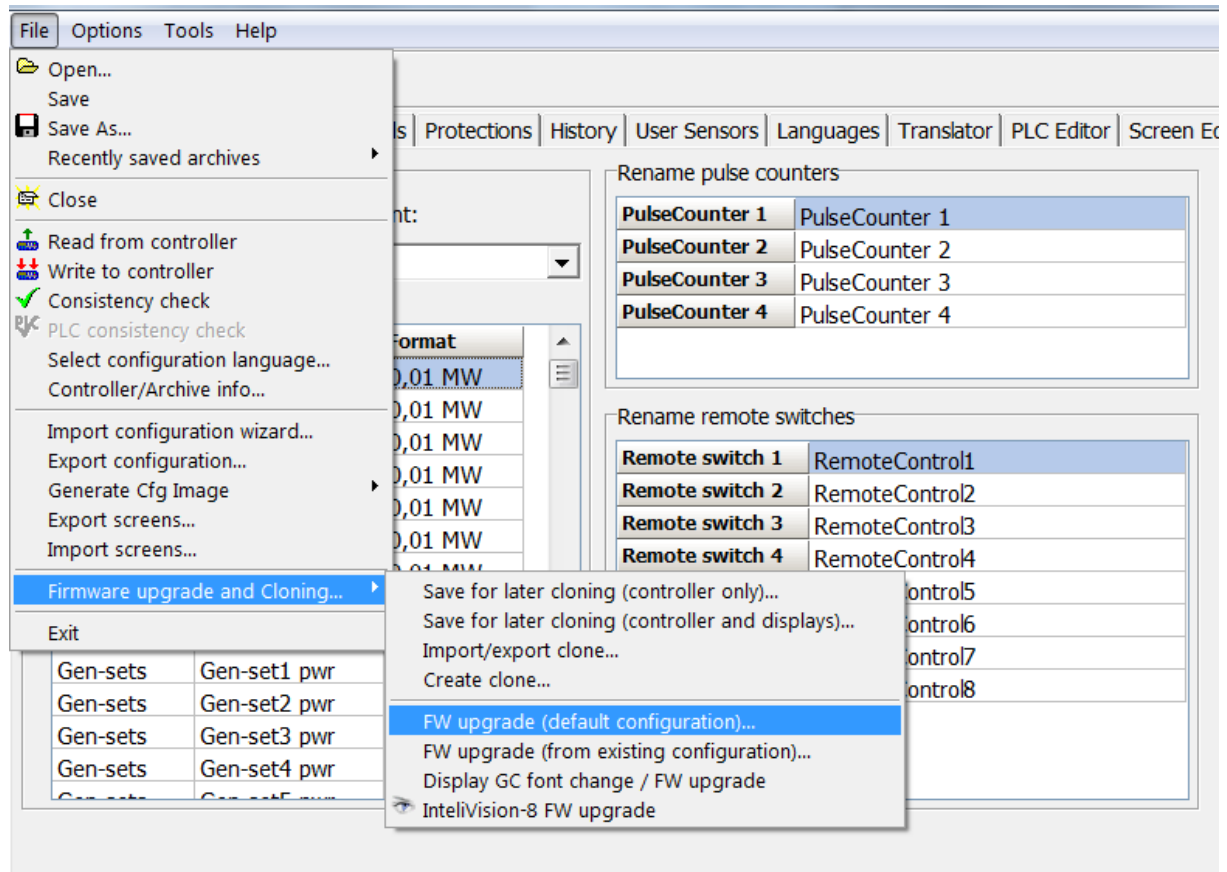 File Options Tools Help
Open...
Save
Save As...
Recently saved archives
Close
Read from controller
Write to controller
Consistency check
PLC consistency check
Select configuration language...
Controller/Archive info...
Import configuration wizard...
Export configuration...
Generate Cfg Image
Export screens...
Import screens...
Firmware upgrade and Cloning...
Exit
Save for later cloning (controller only)...
Save for later cloning (controller and displays)...
Import/export clone...
Create clone...
FW upgrade (default configuration)...
FW upgrade (from existing configuration)...
Display GC font change / FW upgrade
InteliVision-8 FW upgrade
Protections History User Sensors Languages Translator PLC Editor Screen
Format
0,01 MW
0,01 MW
0,01 MW
0,01 MW
0,01 MW
0,01 MW
0,01 MW
Gen-sets Gen-set1 pwr
Gen-sets Gen-set2 pwr
Gen-sets Gen-set3 pwr
Gen-sets Gen-set4 pwr
Rename pulse counters
PulseCounter 1 PulseCounter 1
PulseCounter 2 PulseCounter 2
PulseCounter 3 PulseCounter 3
PulseCounter 4 PulseCounter 4
Rename remote switches
Remote switch 1 RemoteControl1
Remote switch 2 RemoteControl2
Remote switch 3 RemoteControl3
Remote switch 4 RemoteControl4
ontrol5
ontrol6
ontrol7
ontrol8